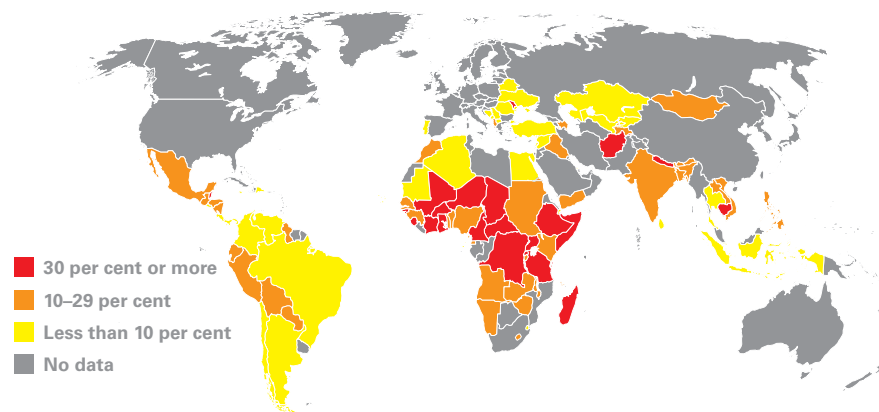 30 per cent or more
10–29 per cent
Less than 10 per cent
No data